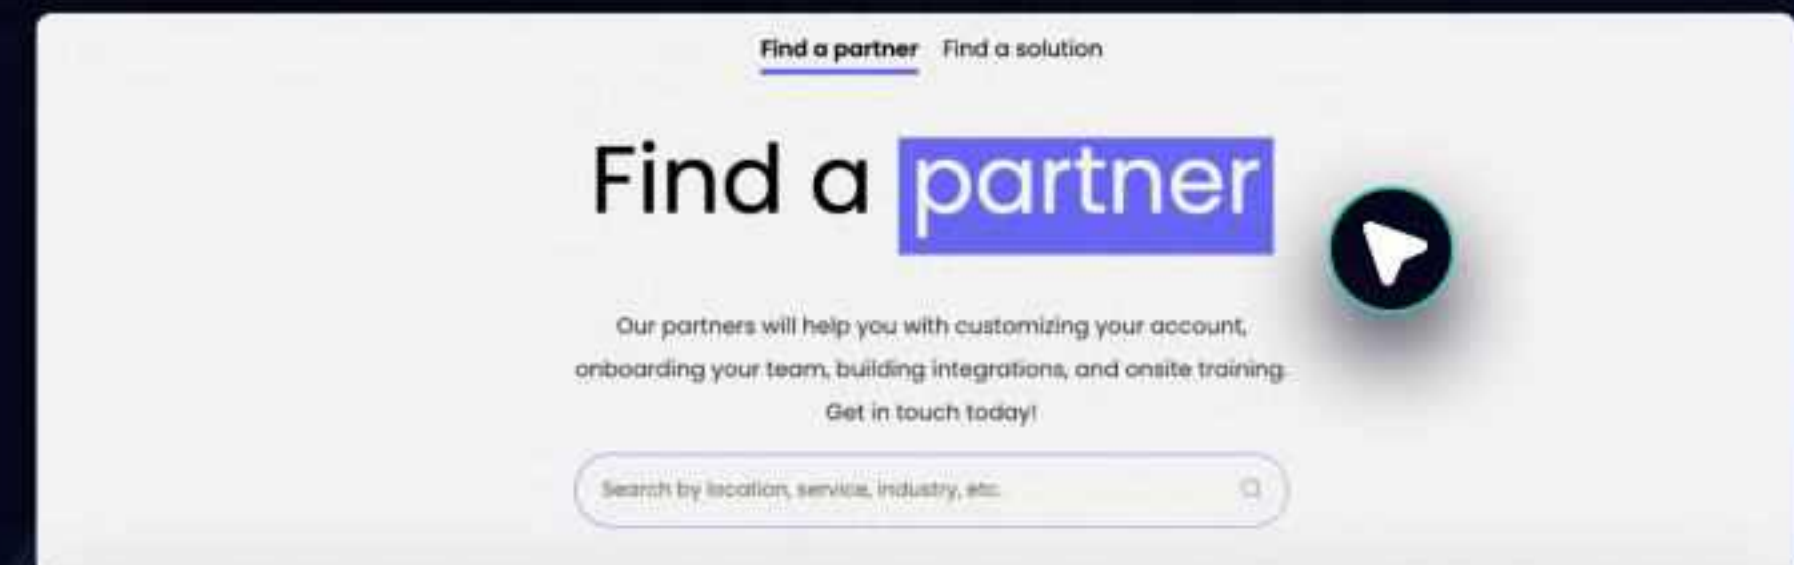 Find a partner Find a solution
Find a partner
Our partners will help you with customizing your account,
onboarding your team, building integrations, and onsite training.
Get in touch today!
Search by location, service, industry, etc.